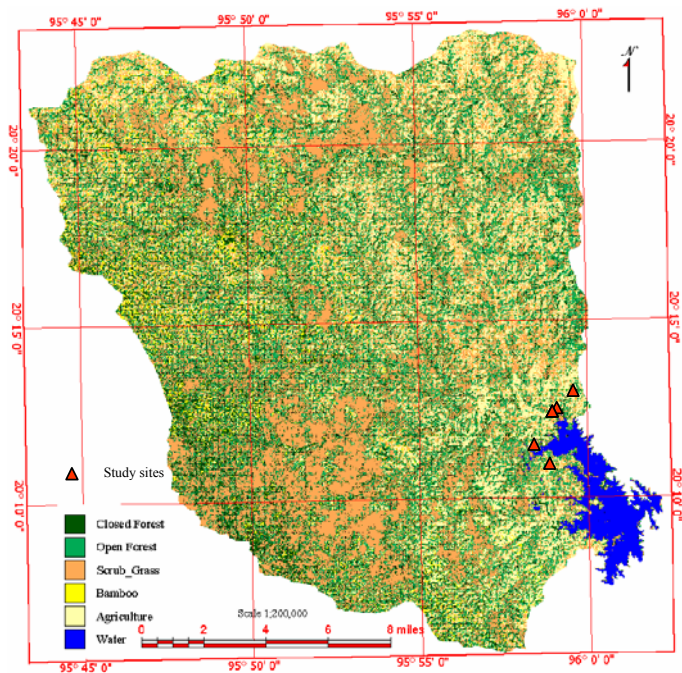 95° 45' 0" 95° 50' 0" 95° 55' 0" 96° 0' 0"
N
20° 20' 0" 20° 20' 0"
20° 15' 0" 20° 15' 0"
Study sites
20° 10' 0" 20° 10' 0"
Closed Forest
Open Forest
Scrub_Grass
Bamboo
Agriculture
Water
Scale 1:200,000
0 2 4 6 8 miles
95° 45' 0" 95° 50' 0" 95° 55' 0" 96° 0' 0"